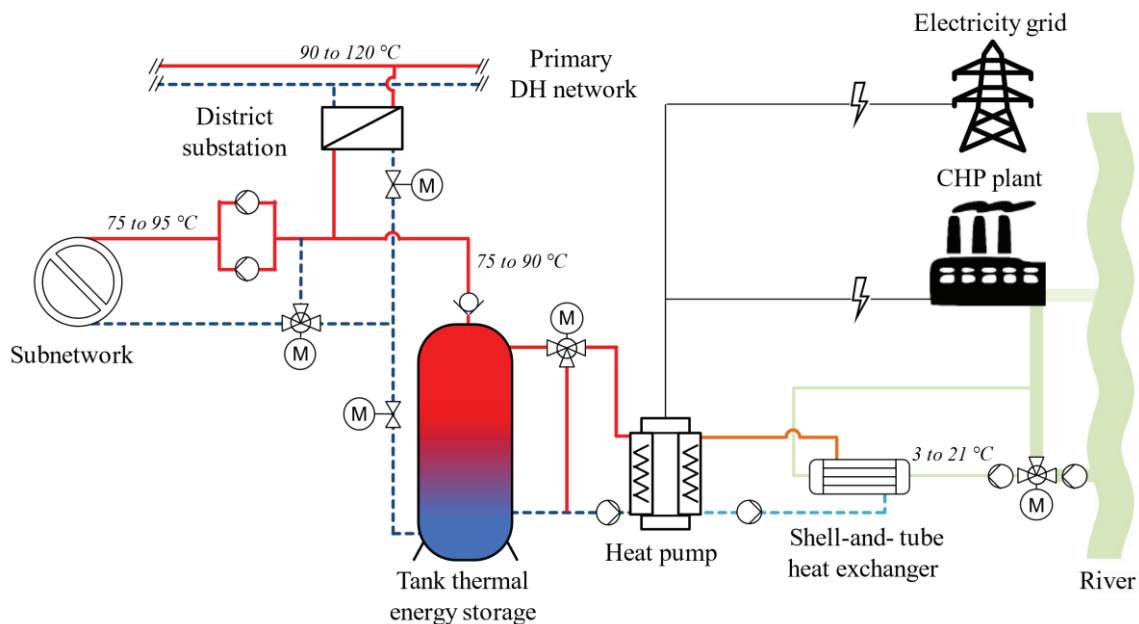 Electricity grid
90 to 120 °C
Primary
DH network
District
substation
CHP plant
M
75 to 95 °C
75 to 90 °C
M
Subnetwork
M
M
3 to 21 °C
M
Heat pump
Shell-and- tube
heat exchanger
Tank thermal
energy storage
River